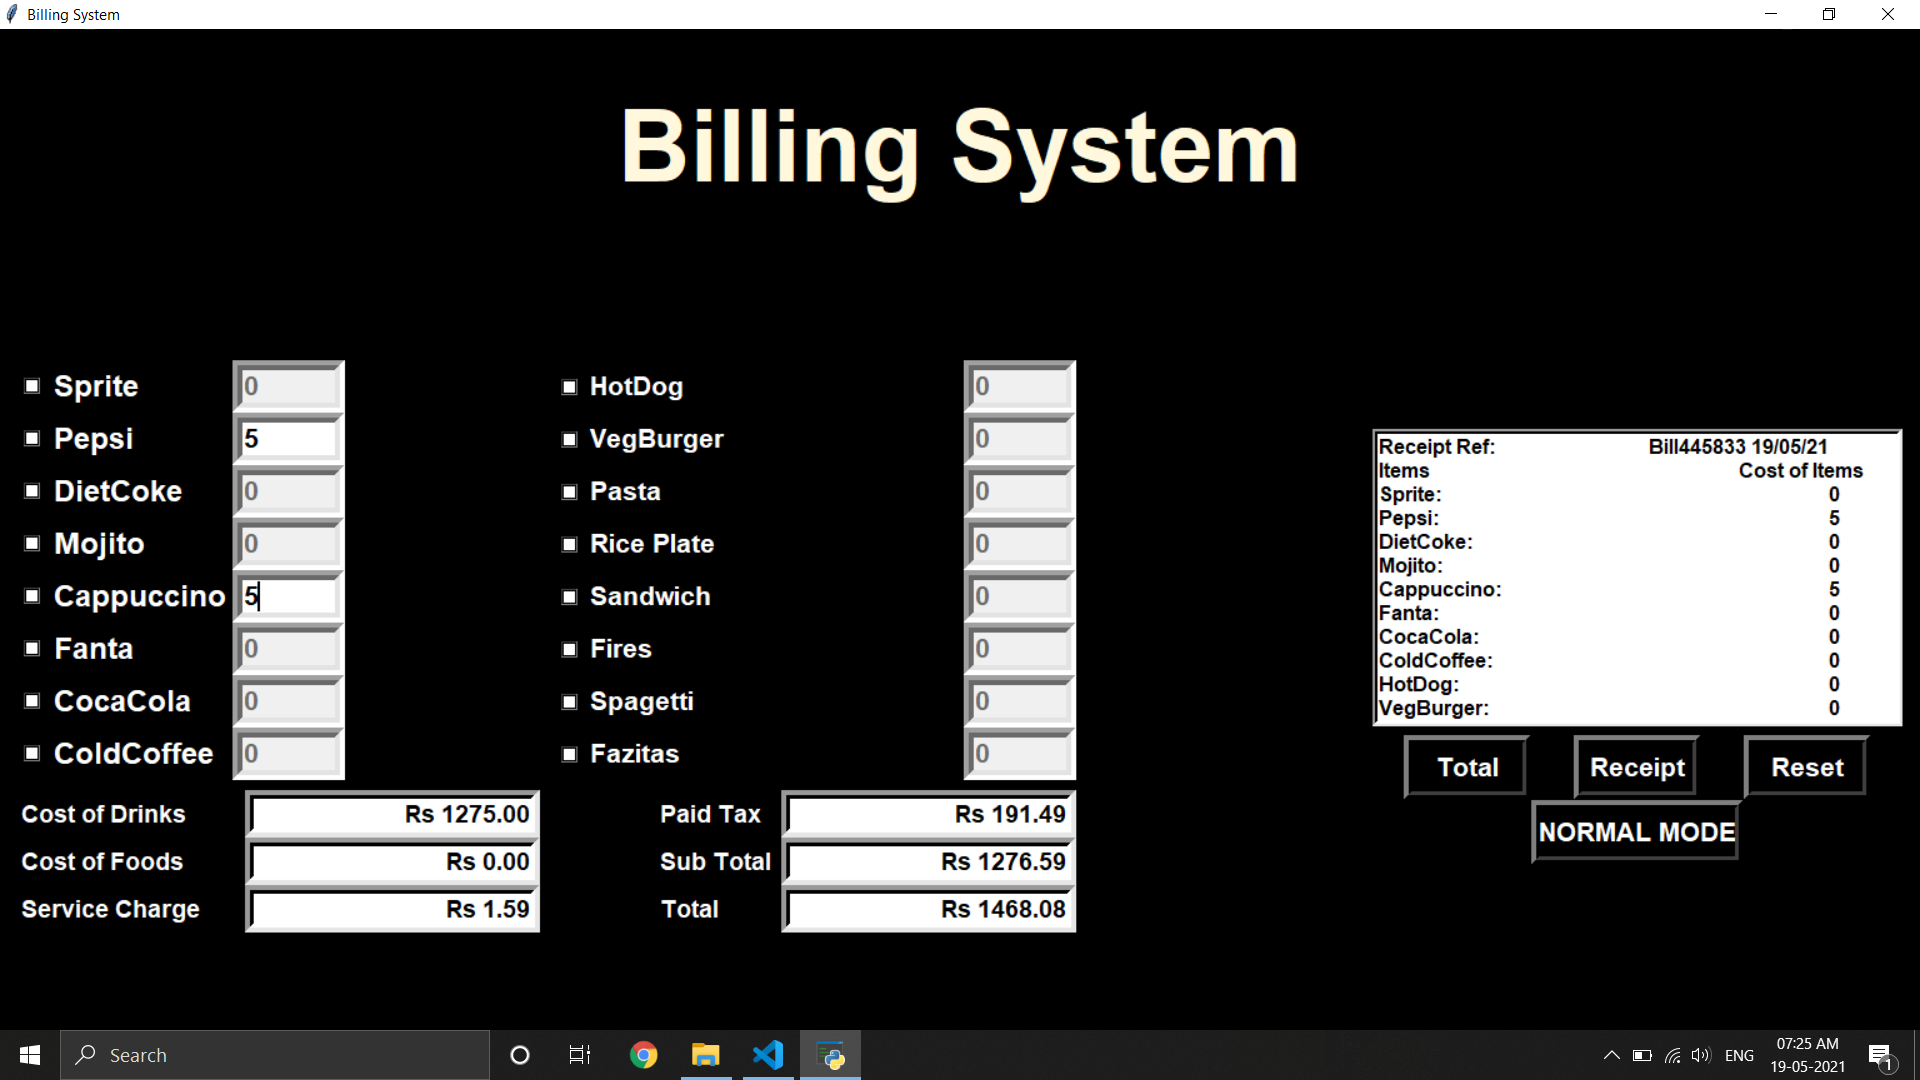 Billing System
Billing System
Sprite 0 HotDog 0
Pepsi 5 VegBurger 0
DietCoke 0 Pasta 0
Mojito 0 Rice Plate 0
Cappuccino 5 Sandwich 0
Fanta 0 Fires 0
CocaCola 0 Spagetti 0
ColdCoffee 0 Fazitas 0
Cost of Drinks Rs 1275.00 Paid Tax Rs 191.49
Cost of Foods Rs 0.00 Sub Total Rs 1276.59
Service Charge Rs 1.59 Total Rs 1468.08
Receipt Ref: Bill445833 19/05/21
Items Cost of Items
Sprite: 0
Pepsi: 5
DietCoke: 0
Mojito: 0
Cappuccino: 5
Fanta: 0
CocaCola: 0
ColdCoffee: 0
HotDog: 0
VegBurger: 0
Total Receipt Reset
NORMAL MODE
Search
ENG
07:25 AM
19-05-2021
1